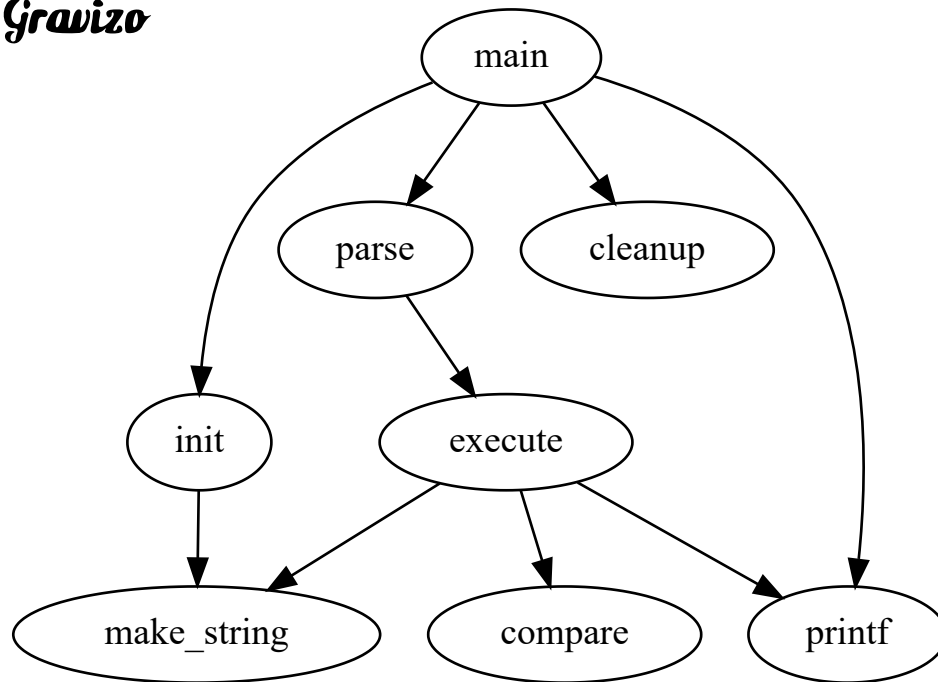 Gravizo
main
parse
cleanup
init
execute
make_string
compare
printf